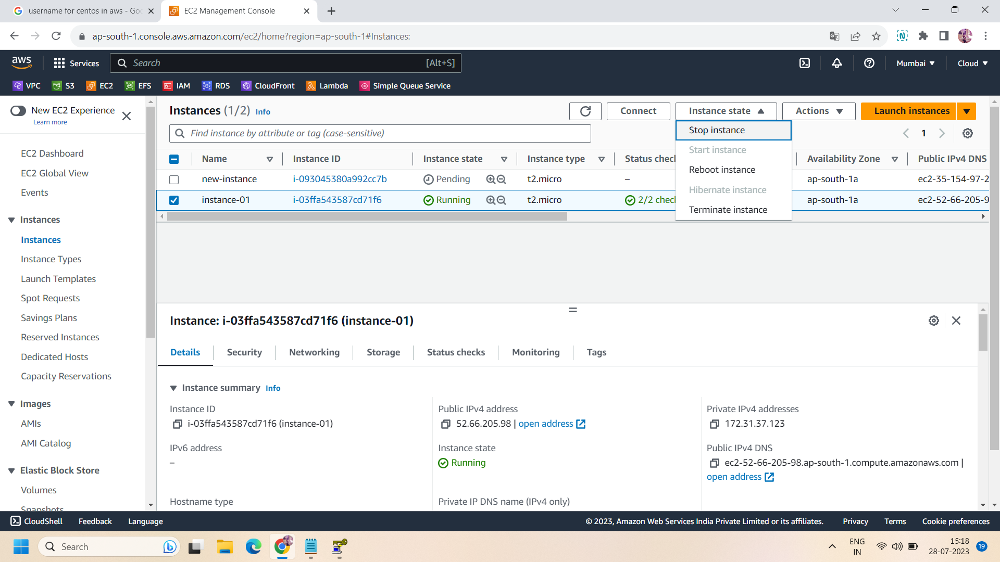 username for centos in aws - Goo
EC2 Management Console
ap-south-1.console.aws.amazon.com/ec2/home?region=ap-south-1#Instances:
aws
Services
Search
[Alt+S]
Mumbai
Cloud
VPC
S3
EC2
EFS
IAM
RDS
CloudFront
Lambda
Simple Queue Service
New EC2 Experience
Learn more
EC2 Dashboard
EC2 Global View
Events
Instances
Instances
Instance Types
Launch Templates
Spot Requests
Savings Plans
Reserved Instances
Dedicated Hosts
Capacity Reservations
Images
AMIs
AMI Catalog
Elastic Block Store
Volumes
Snapshots
Instances (1/2) Info
Connect
Instance state
Actions
Launch instances
Find instance by attribute or tag (case-sensitive)
1
Stop instance
Start instance
Reboot instance
Hibernate instance
Terminate instance
Name
Instance ID
Instance state
Instance type
Status check
Availability Zone
Public IPv4 DNS
new-instance
i-093045380a992cc7b
Pending
t2.micro
–
ap-south-1a
ec2-35-154-97-2
instance-01
i-03ffa543587cd71f6
Running
t2.micro
2/2 chec
ap-south-1a
ec2-52-66-205-9
Instance: i-03ffa543587cd71f6 (instance-01)
Details
Security
Networking
Storage
Status checks
Monitoring
Tags
Instance summary Info
Instance ID
i-03ffa543587cd71f6 (instance-01)
Public IPv4 address
52.66.205.98 | open address
Private IPv4 addresses
172.31.37.123
IPv6 address
–
Instance state
Running
Public IPv4 DNS
ec2-52-66-205-98.ap-south-1.compute.amazonaws.com |
open address
Hostname type
Private IP DNS name (IPv4 only)
CloudShell
Feedback
Language
© 2023, Amazon Web Services India Private Limited or its affiliates.
Privacy
Terms
Cookie preferences
Search
ENG
IN
15:18
28-07-2023
19